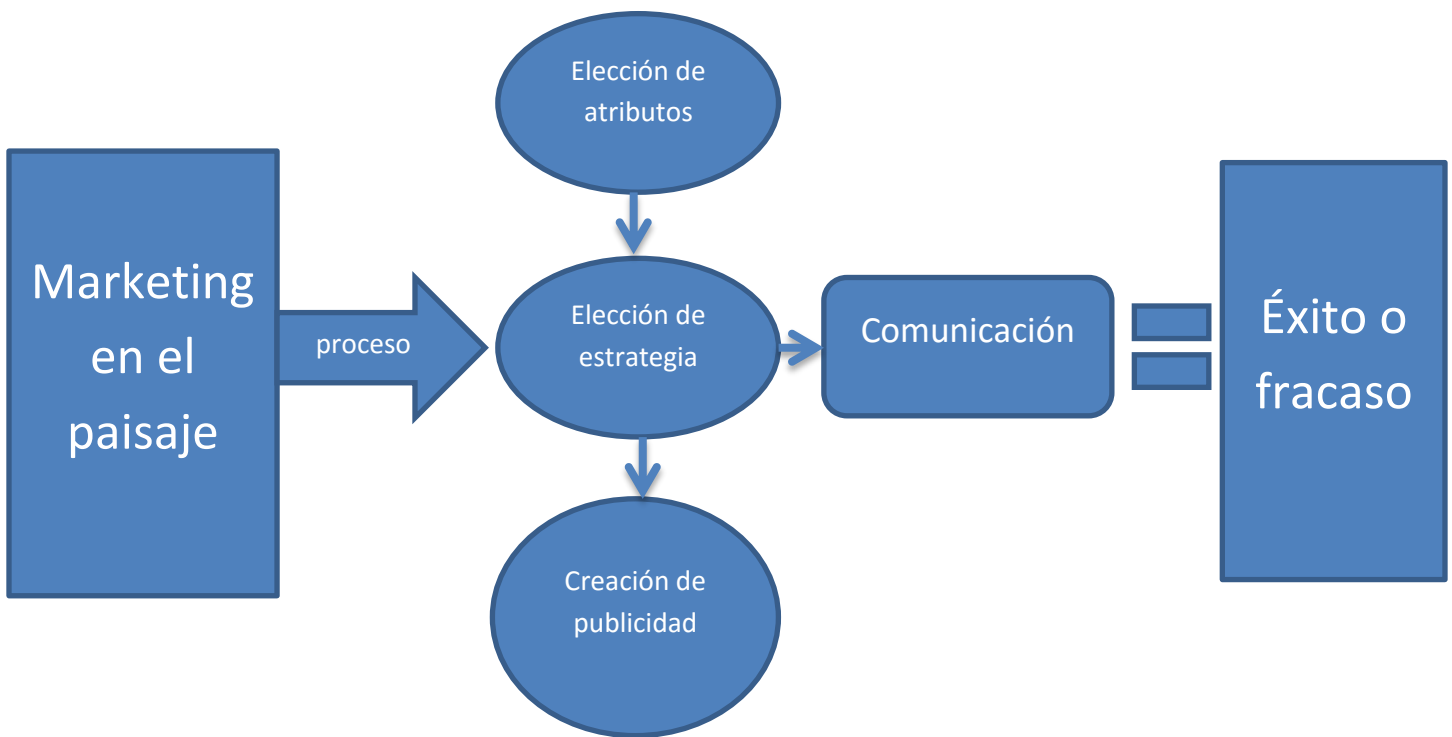 Marketing
en el
paisaje
proceso
Elección de
atributos
Elección de
estrategia
Creación de
publicidad
Comunicación
Éxito o
fracaso